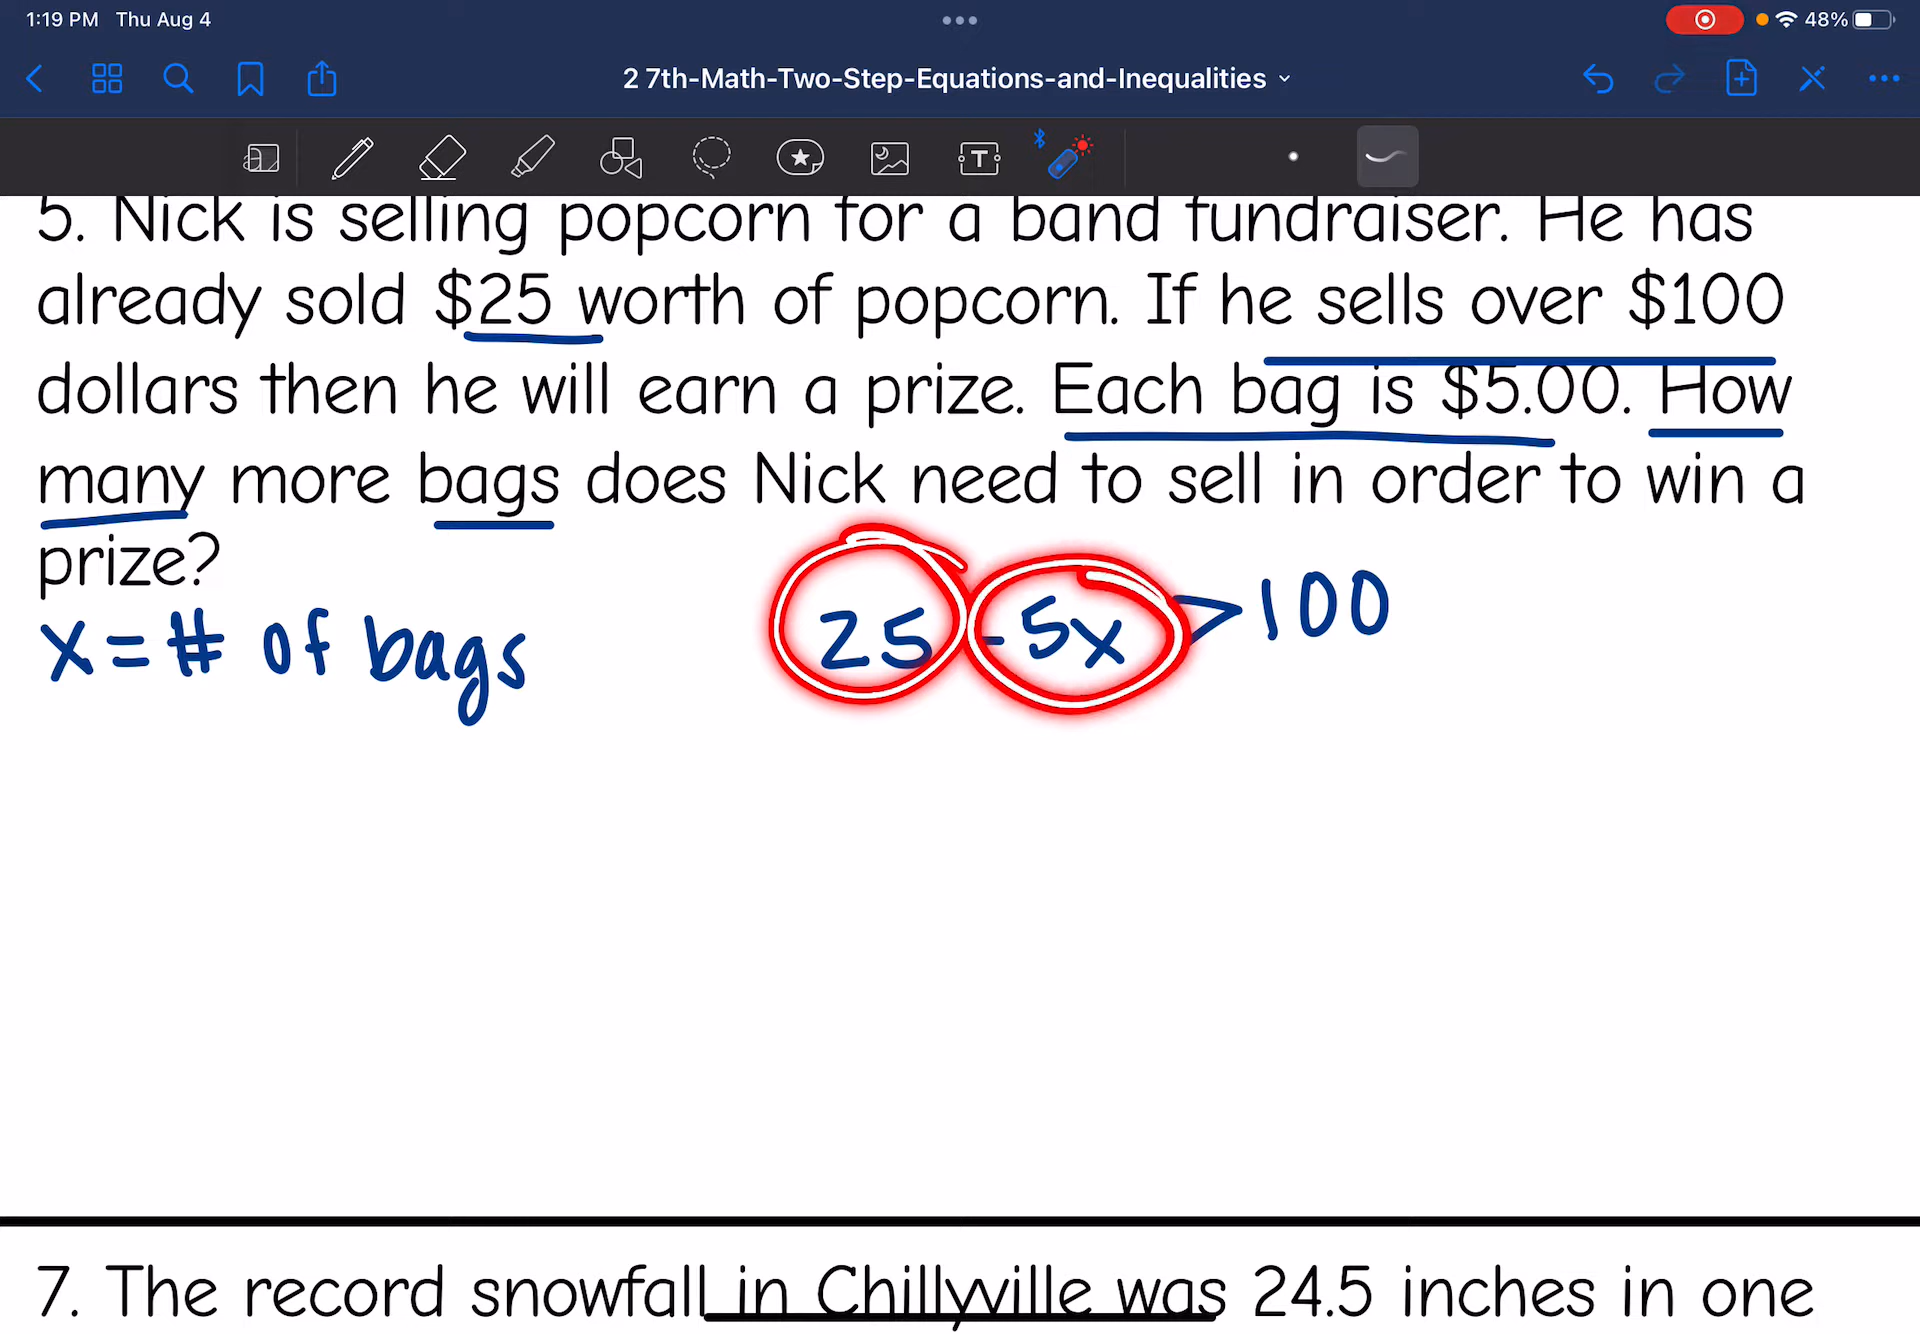 1:19 PM Thu Aug 4
48%
2 7th-Math-Two-Step-Equations-and-Inequalities
T
5. Nick is selling popcorn for a band fundraiser. He has
already sold $25 worth of popcorn. If he sells over $100
dollars then he will earn a prize. Each bag is $5.00. How
many more bags does Nick need to sell in order to win a
prize?
x = # of bags
25 - 5x > 100
7. The record snowfall in Chillyville was 24.5 inches in one